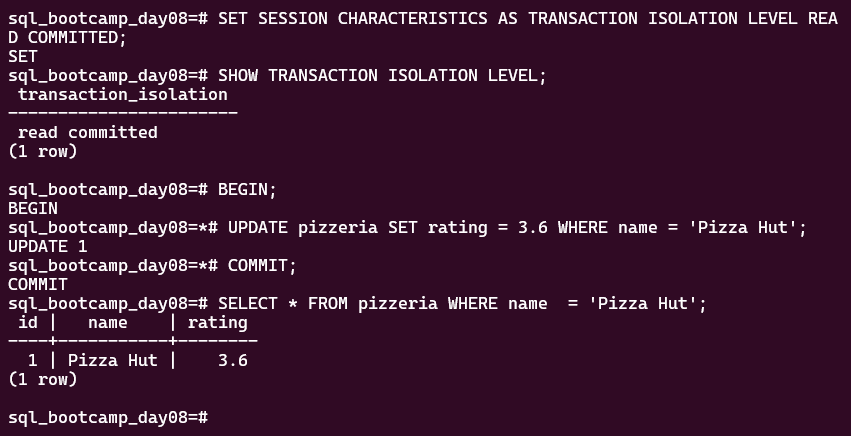 sql_bootcamp_day08=# SET SESSION CHARACTERISTICS AS TRANSACTION ISOLATION LEVEL REA
D COMMITTED;
SET
sql_bootcamp_day08=# SHOW TRANSACTION ISOLATION LEVEL;
 transaction_isolation
-----------------------
 read committed
(1 row)

sql_bootcamp_day08=# BEGIN;
BEGIN
sql_bootcamp_day08=*# UPDATE pizzeria SET rating = 3.6 WHERE name = 'Pizza Hut';
UPDATE 1
sql_bootcamp_day08=*# COMMIT;
COMMIT
sql_bootcamp_day08=# SELECT * FROM pizzeria WHERE name  = 'Pizza Hut';
 id |   name    | rating
----+-----------+--------
  1 | Pizza Hut |    3.6
(1 row)

sql_bootcamp_day08=#